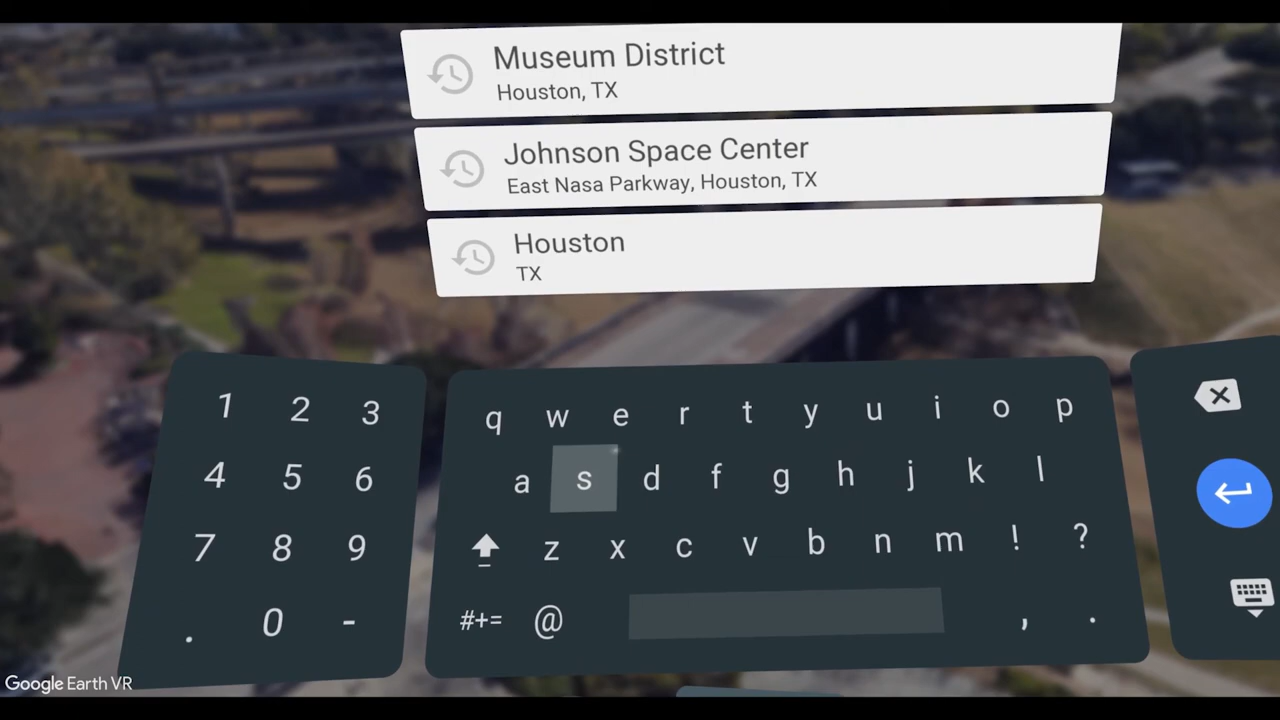 Museum District
Houston, TX
Johnson Space Center
East Nasa Parkway, Houston, TX
Houston
TX
1 2 3
q w e r t y u i o p
4 5 6
a s d f g h j k l
7 8 9
z x c v b n m ! ?
. 0 -
#+= @ , .
Google Earth VR